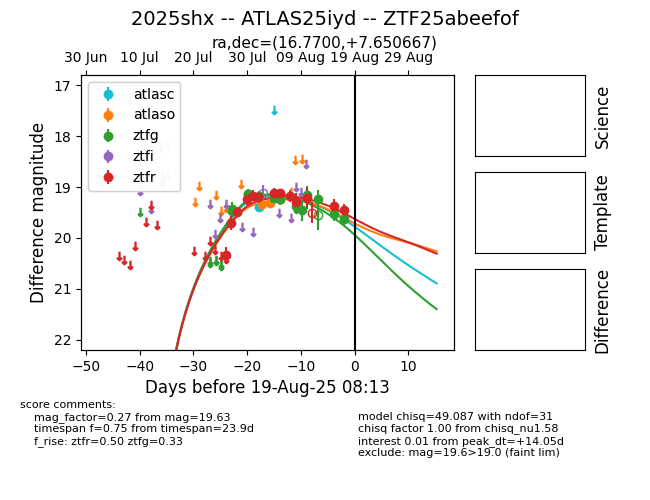 2025shx -- ATLAS25iyd -- ZTF25abeefof
ra,dec=(16.7700,+7.650667)
30 Jun 10 Jul 20 Jul 30 Jul 09 Aug 19 Aug 29 Aug
17
18
19
20
21
22
Difference magnitude
atlasc
atlaso
ztfg
ztfi
ztfr
−50 −40 −30 −20 −10 0 10
Days before 19-Aug-25 08:13
Science
Template
Difference
score comments:
mag_factor=0.27 from mag=19.63
timespan f=0.75 from timespan=23.9d
f_rise: ztfr=0.50 ztfg=0.33
model chisq=49.087 with ndof=31
chisq factor 1.00 from chisq_nu1.58
interest 0.01 from peak_dt=+14.05d
exclude: mag=19.6>19.0 (faint lim)